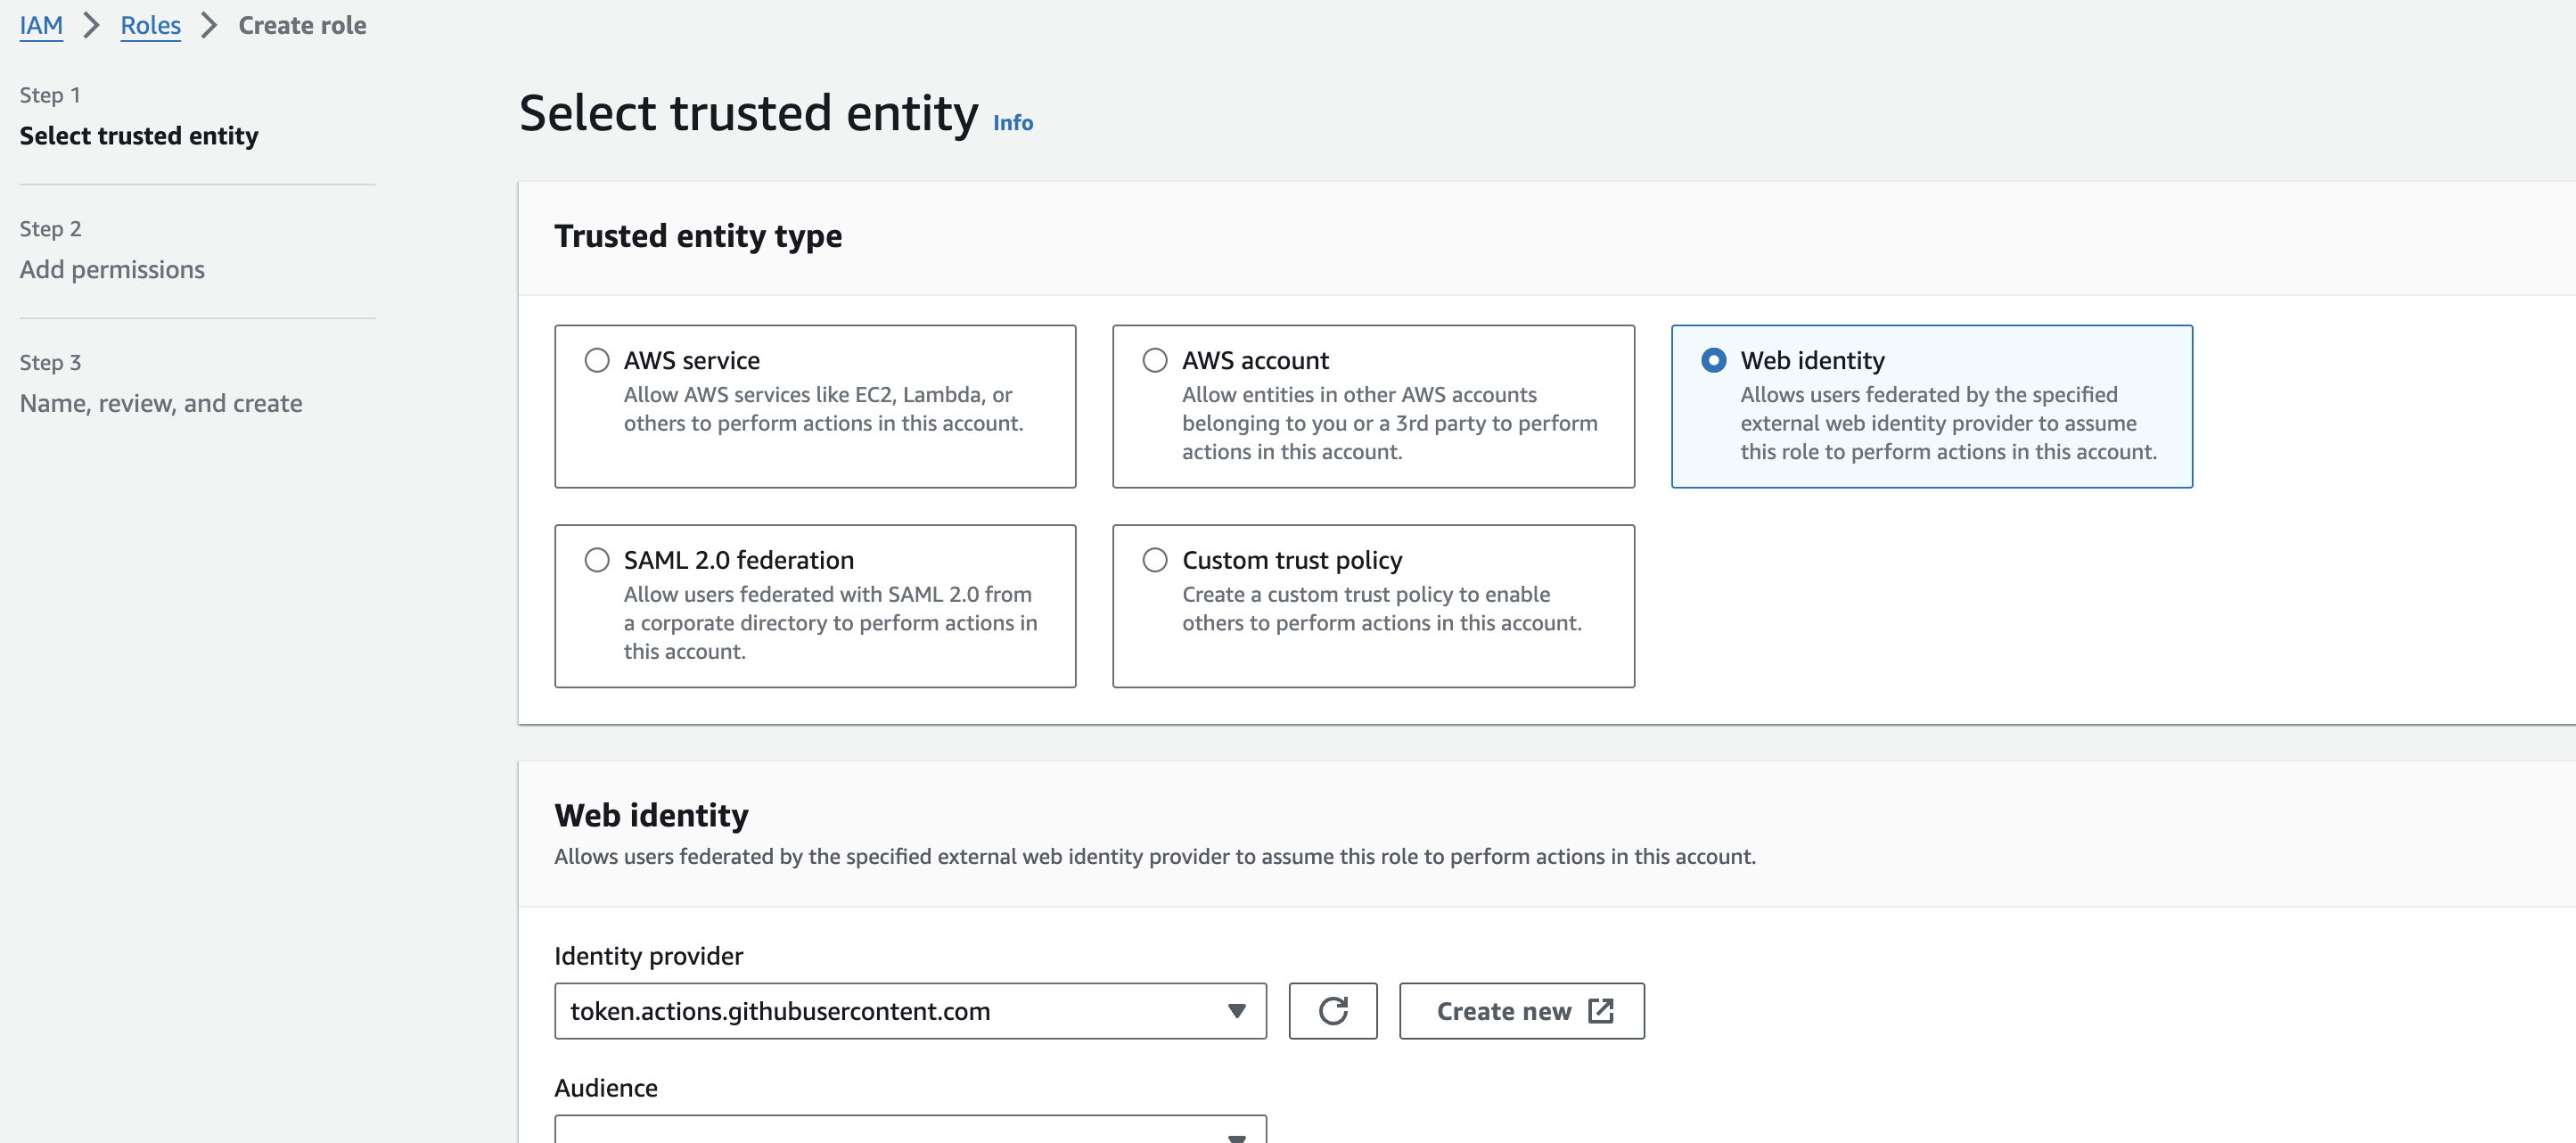 IAM > Roles > Create role
Step 1
Select trusted entity
Step 2
Add permissions
Step 3
Name, review, and create
Select trusted entity Info
Trusted entity type
AWS service
Allow AWS services like EC2, Lambda, or
others to perform actions in this account.
AWS account
Allow entities in other AWS accounts
belonging to you or a 3rd party to perform
actions in this account.
Web identity
Allows users federated by the specified
external web identity provider to assume
this role to perform actions in this account.
SAML 2.0 federation
Allow users federated with SAML 2.0 from
a corporate directory to perform actions in
this account.
Custom trust policy
Create a custom trust policy to enable
others to perform actions in this account.
Web identity
Allows users federated by the specified external web identity provider to assume this role to perform actions in this account.
Identity provider
token.actions.githubusercontent.com
Create new
Audience